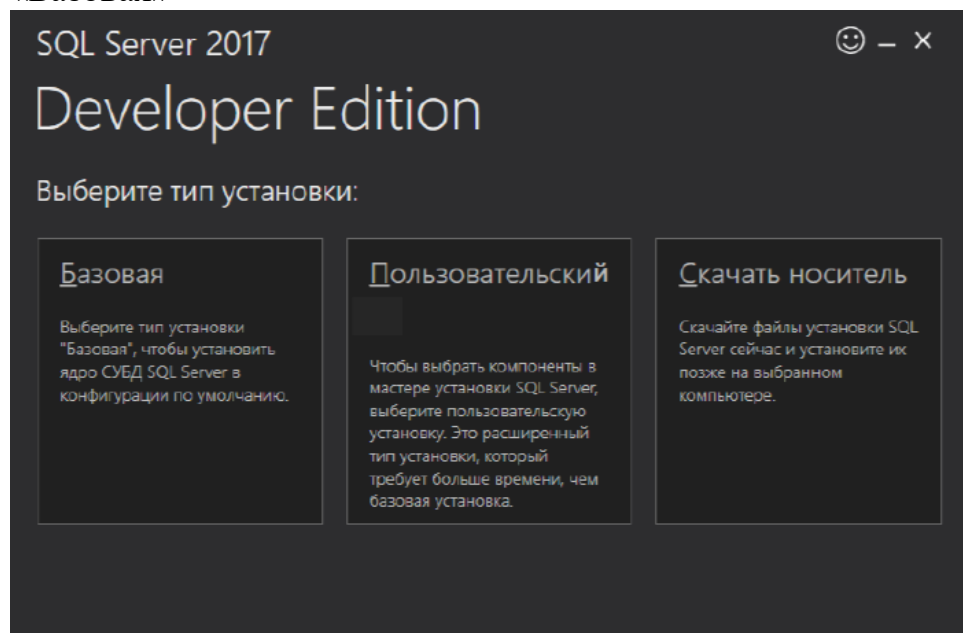 SQL Server 2017
Developer Edition
Выберите тип установки:
Базовая
Выберите тип установки
"Базовая", чтобы установить
ядро СУБД SQL Server в
конфигурации по умолчанию.
Пользовательский
Чтобы выбрать компоненты в
мастере установки SQL Server,
выберите пользовательскую
установку. Это расширенный
тип установки, который
требует больше времени, чем
базовая установка.
Скачать носитель
Скачайте файлы установки SQL
Server сейчас и установите их
позже на выбранном
компьютере.